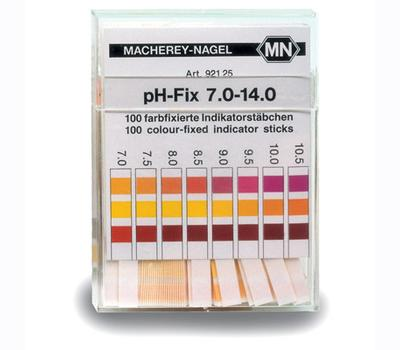 MACHEREY-NAGEL MN
Art. 921 25
pH-Fix 7.0-14.0
100 farbfixierte Indikatorstäbchen
100 colour-fixed indicator sticks
7.0 7.5 8.0 8.5 9.0 9.5 10.0 10.5